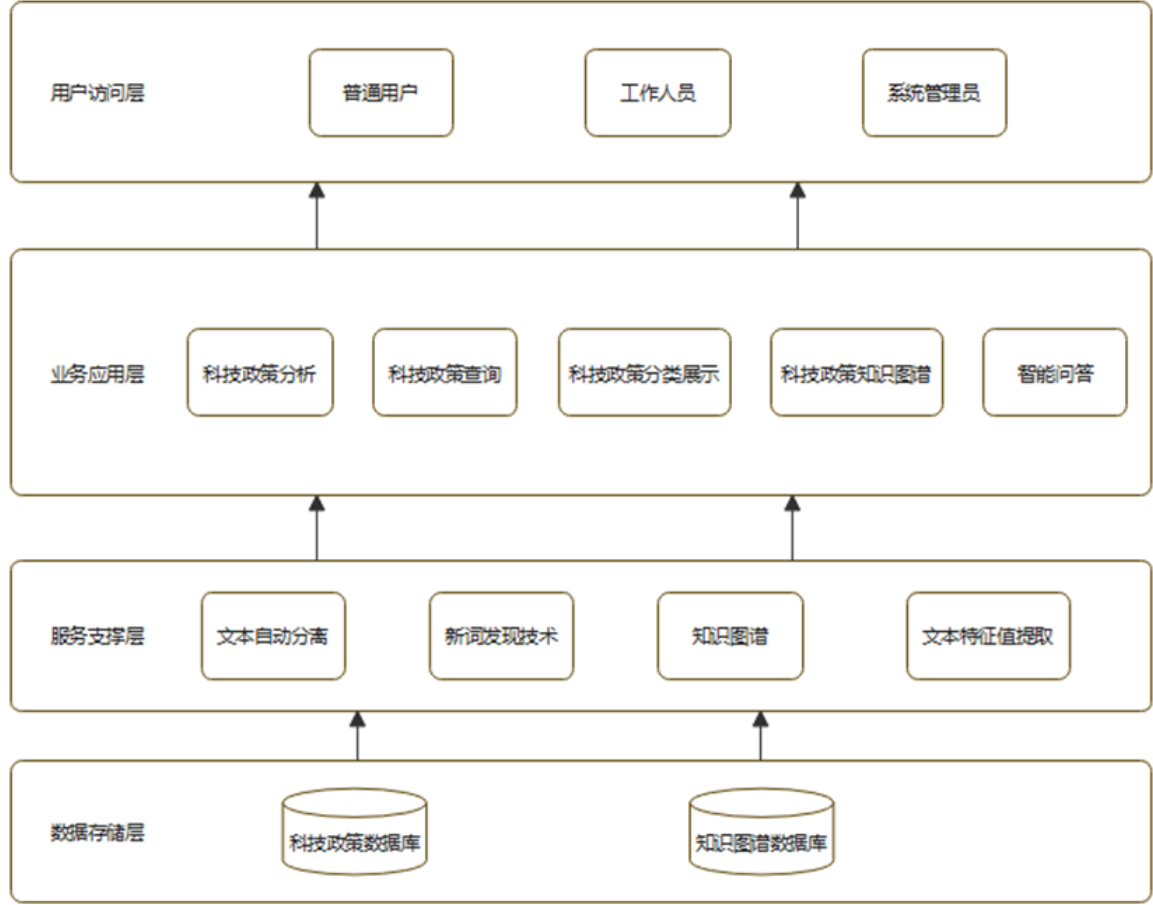 用户访问层
普通用户
工作人员
系统管理员
业务应用层
科技政策分析
科技政策查询
科技政策分类展示
科技政策知识图谱
智能问答
服务支撑层
文本自动分离
新词发现技术
知识图谱
文本特征值提取
数据存储层
科技政策数据库
知识图谱数据库